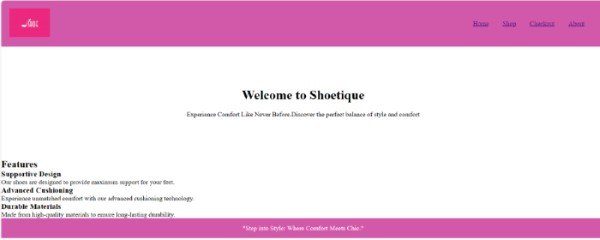 Home Shop Checkout About
Welcome to Shoetique
Experience Comfort Like Never Before.Discover the perfect balance of style and comfort
Features
Supportive Design
Our shoes are designed to provide maximum support for your feet.
Advanced Cushioning
Experience unmatched comfort with our advanced cushioning technology.
Durable Materials
Made from high-quality materials to ensure long-lasting durability.
"Step into Style: Where Comfort Meets Chic."